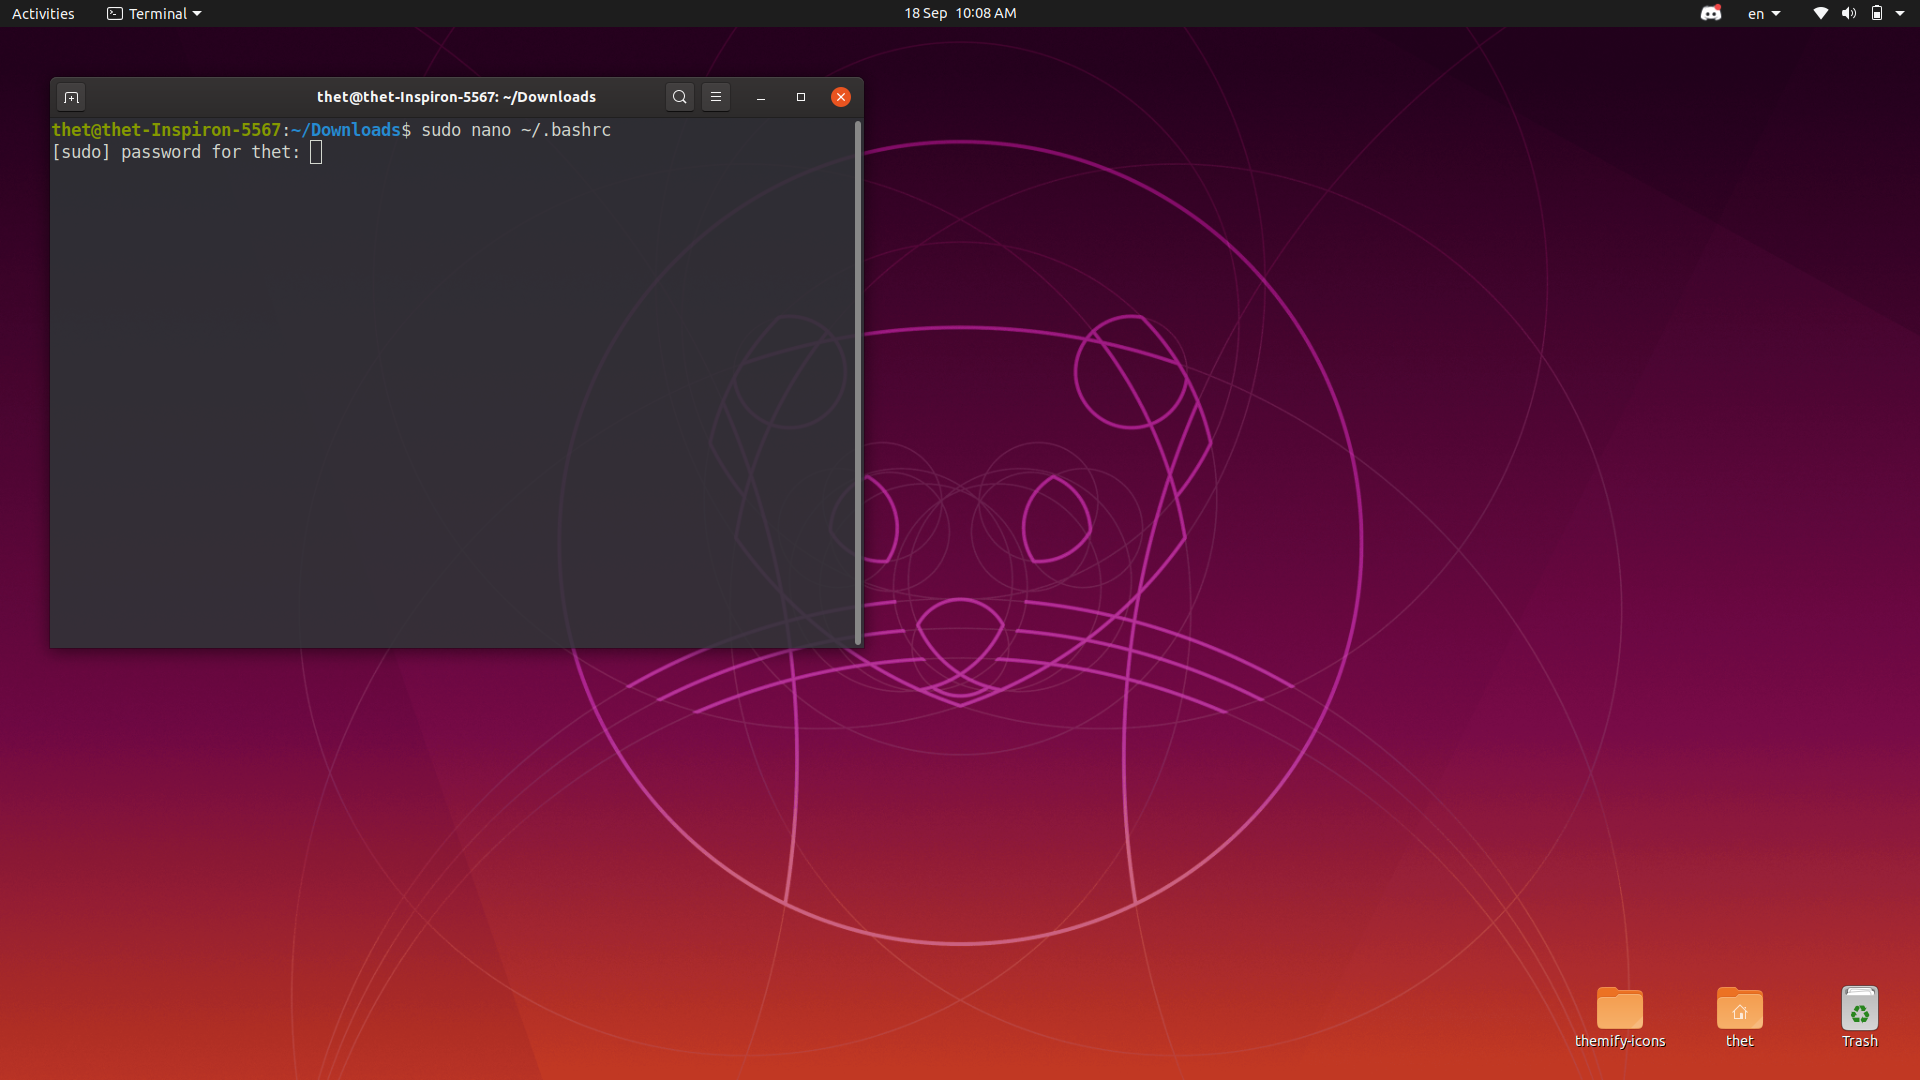 Activities
Terminal
18 Sep 10:08 AM
en
thet@thet-Inspiron-5567: ~/Downloads
thet@thet-Inspiron-5567:~/Downloads$ sudo nano ~/.bashrc
[sudo] password for thet:
themify-icons
thet
Trash